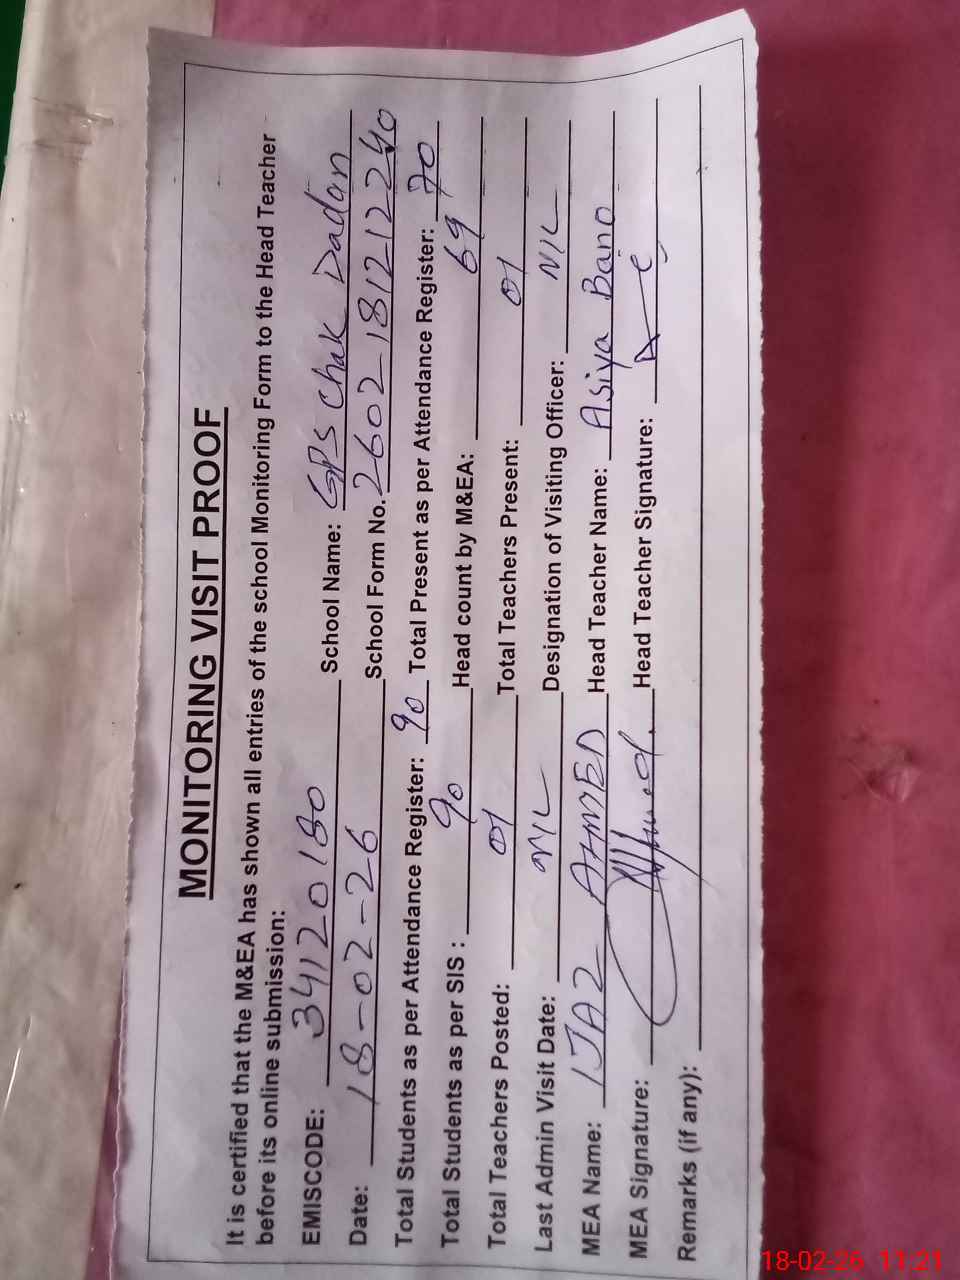 MONITORING VISIT PROOF
It is certified that the M&EA has shown all entries of the school Monitoring Form to the Head Teacher
before its online submission:
EMISCODE: 34120180 School Name: GPS Chak Dadan
Date: 18-02-26 School Form No. 2602-181212240
Total Students as per Attendance Register: 90 Total Present as per Attendance Register: 70
Total Students as per SIS : 90 Head count by M&EA: 69
Total Teachers Posted: 01 Total Teachers Present: 01
Last Admin Visit Date: NIL Designation of Visiting Officer: NIL
MEA Name: IJAZ AHMED Head Teacher Name: Asiya Bano
MEA Signature: Head Teacher Signature:
Remarks (if any):
18-02-26 11:21